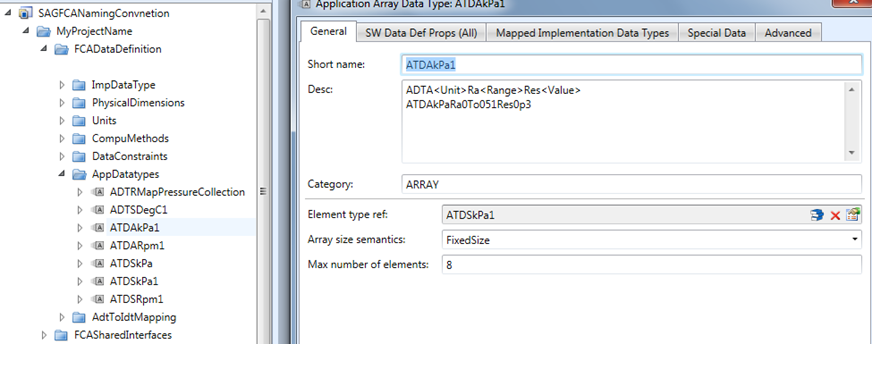 SAGFCANamingConvnetion
MyProjectName
FCADataDefinition
ImpDataType
PhysicalDimensions
Units
CompuMethods
DataConstraints
AppDatatypes
ADTRMapPressureCollection
ADTSDegC1
ATDAkPa1
ATDARpm1
ATDSkPa
ATDSkPa1
ATDSRpm1
AdtToIdtMapping
FCASharedInterfaces
Application Array Data Type: ATDAkPa1
General SW Data Def Props (All) Mapped Implementation Data Types Special Data Advanced
Short name: ATDAkPa1
Desc: ADTA<Unit>Ra<Range>Res<Value>
ATDAkPaRa0To051Res0p3
Category: ARRAY
Element type ref: ATDSkPa1
Array size semantics: FixedSize
Max number of elements: 8